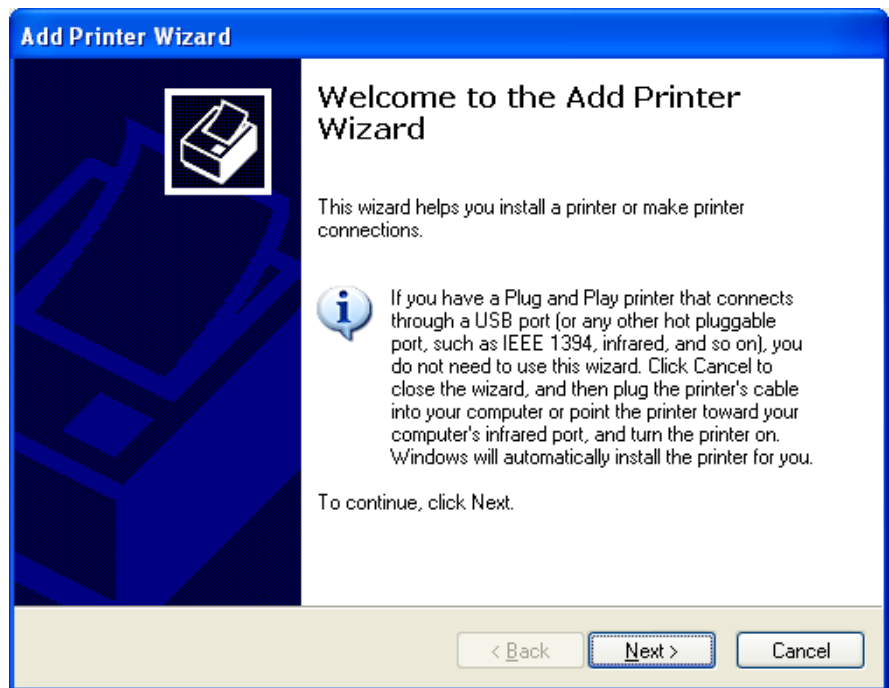 Add Printer Wizard
Welcome to the Add Printer
Wizard
This wizard helps you install a printer or make printer
connections.
If you have a Plug and Play printer that connects
through a USB port (or any other hot pluggable
port, such as IEEE 1394, infrared, and so on), you
do not need to use this wizard. Click Cancel to
close the wizard, and then plug the printer's cable
into your computer or point the printer toward your
computer's infrared port, and turn the printer on.
Windows will automatically install the printer for you.
To continue, click Next.
< Back Next > Cancel